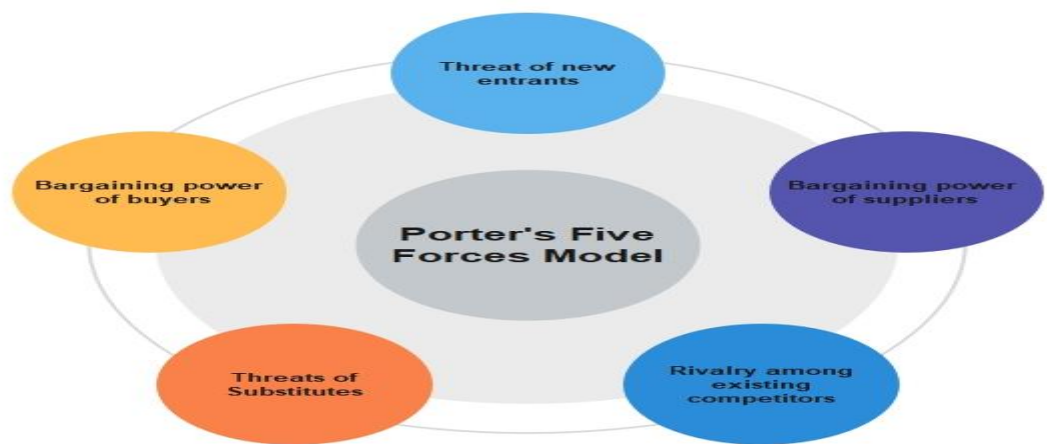 Threat of new
entrants
Bargaining power
of buyers
Bargaining power
of suppliers
Porter's Five
Forces Model
Threats of
Substitutes
Rivalry among
existing
competitors